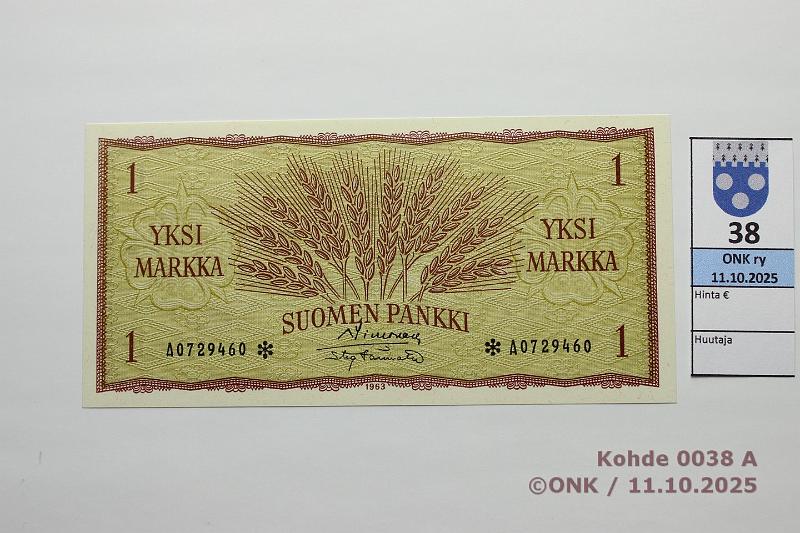 1 1
YKSI
MARKKA
YKSI
MARKKA
SUOMEN PANKKI
1 A0729460 * * A0729460 1
1963
38
ONK ry
11.10.2025
Hinta €
Huutaja
Kohde 0038 A
©ONK / 11.10.2025